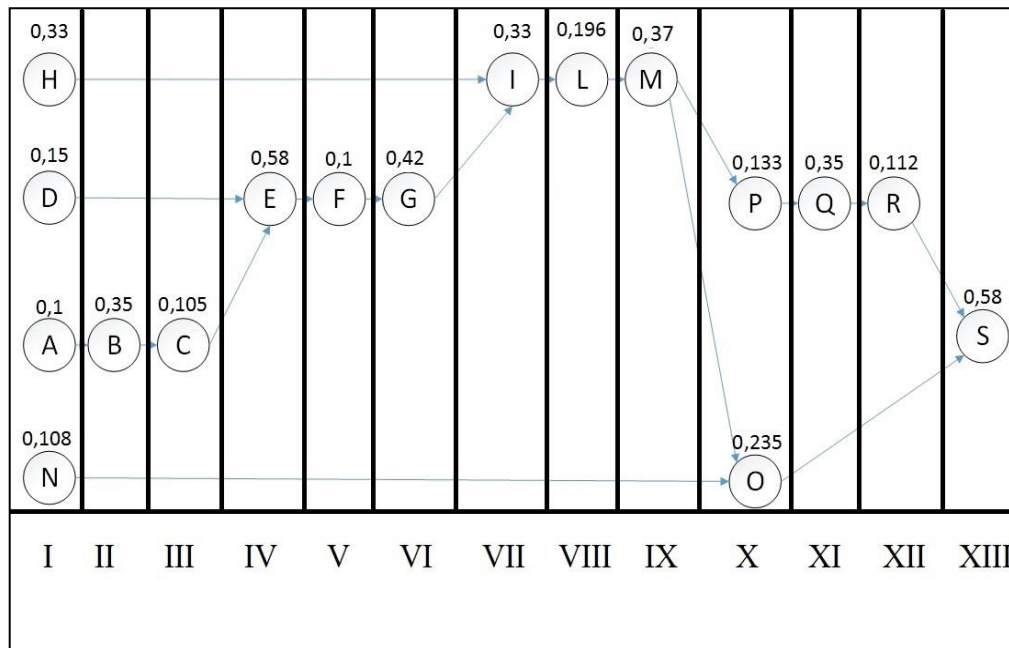 0,33 0,33 0,196 0,37
H I L M
0,15 0,58 0,1 0,42 0,133 0,35 0,112
D E F G P Q R
0,1 0,35 0,105 0,58
A B C S
0,108 0,235
N O
I II III IV V VI VII VIII IX X XI XII XIII